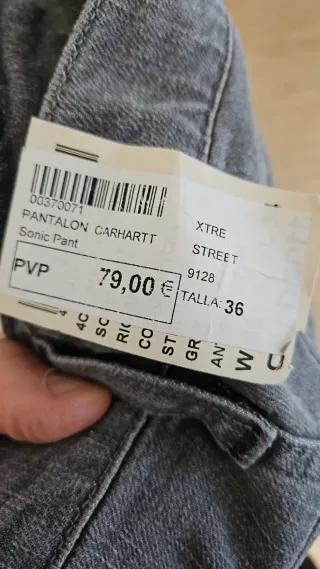 00370071
PANTALON CARHARTT
Sonic Pant
PVP 79,00 €
XTRE
STREET
9128
TALLA: 36